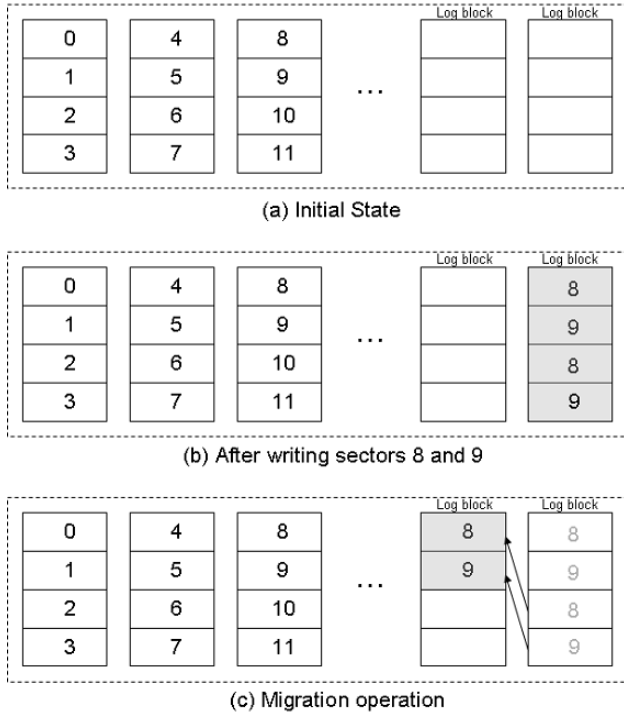 Log block Log block
0 4 8
1 5 9
2 6 10
3 7 11
...
(a) Initial State
Log block Log block
0 4 8 8
1 5 9 9
2 6 10 8
3 7 11 9
...
(b) After writing sectors 8 and 9
Log block Log block
0 4 8 8 8
1 5 9 9 9
2 6 10 8
3 7 11 9
...
(c) Migration operation